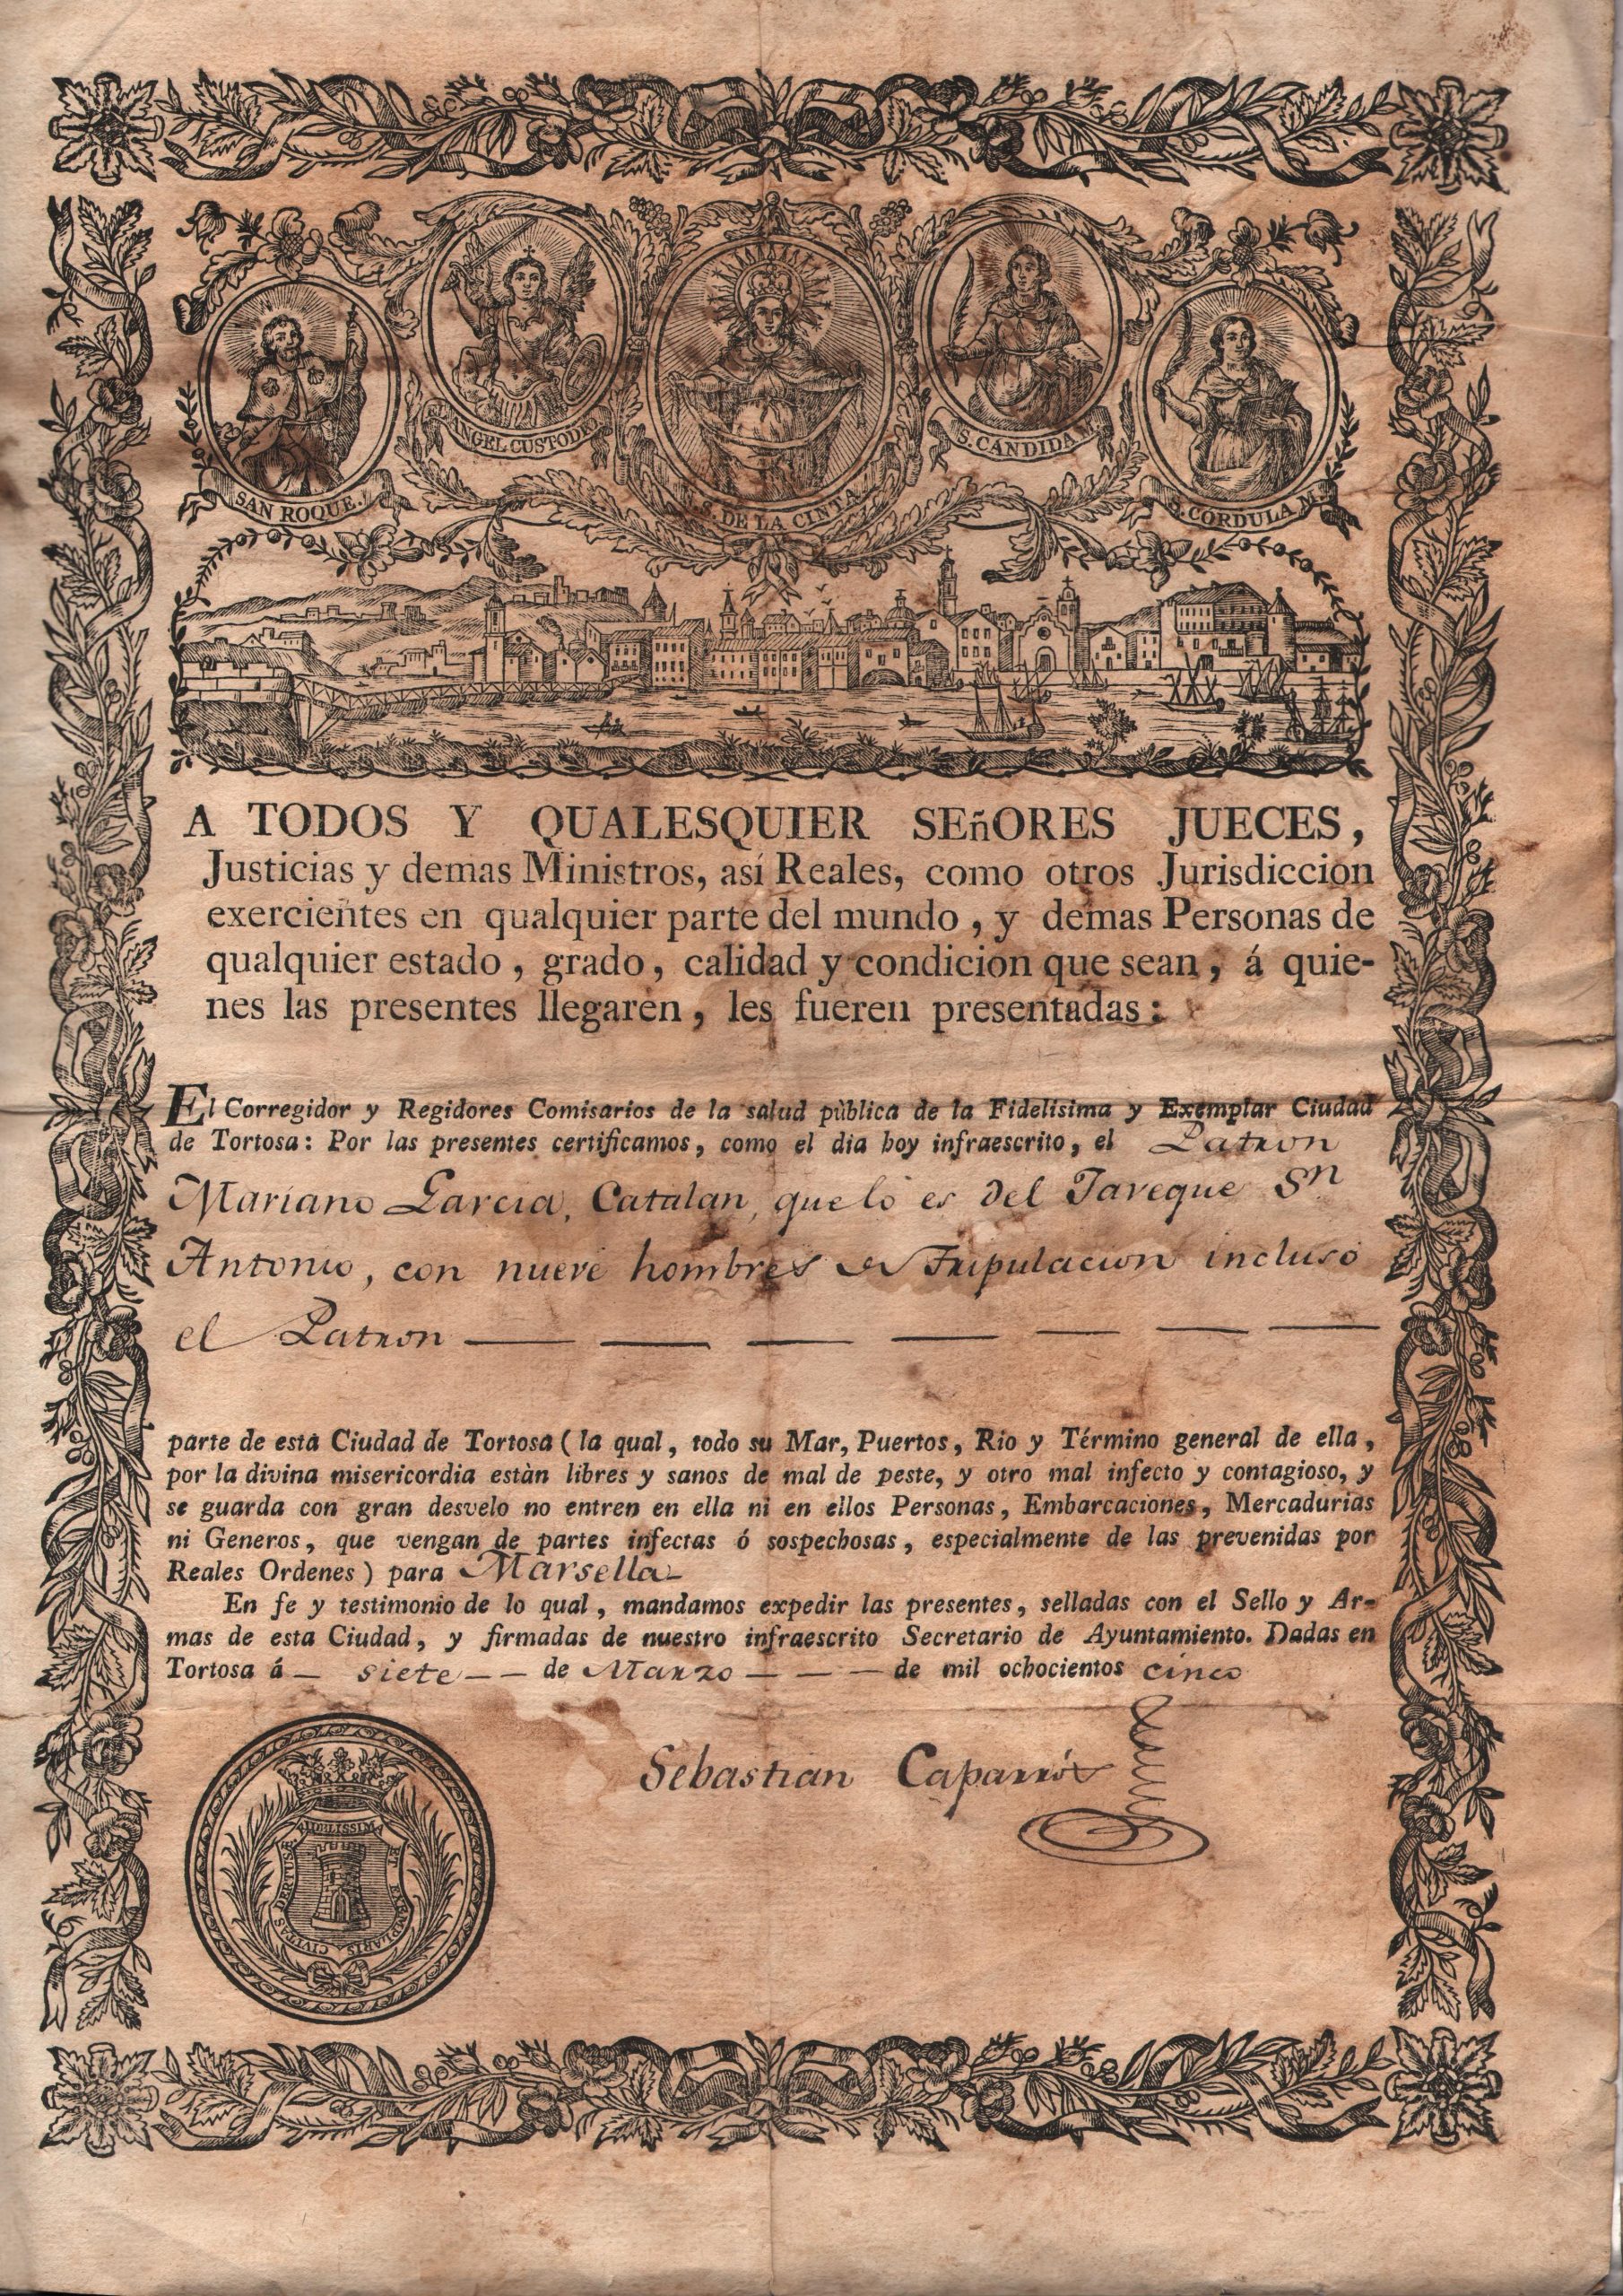 SAN ROQUE.
ANGEL CUSTODE
S. DE LA CINTA
S. CANDIDA
S. CORDULA M.
A TODOS Y QUALESQUIER SEñORES JUECES,
Justicias y demas Ministros, así Reales, como otros Jurisdiccion
exercientes en qualquier parte del mundo, y demas Personas de
qualquier estado, grado, calidad y condicion que sean, á quie-
nes las presentes llegaren, les fueren presentadas:
El Corregidor y Regidores Comisarios de la salud pùblica de la Fidelisima y Exemplar Ciudad
de Tortosa: Por las presentes certificamos, como el dia hoy infraescrito, el Patron
Mariano Garcia, Catalan, que lo es del Javeque Sn
Antonio, con nueve hombres de Tripulacion incluso
el Patron
parte de esta Ciudad de Tortosa (la qual, todo su Mar, Puertos, Rio y Término general de ella,
por la divina misericordia estàn libres y sanos de mal de peste, y otro mal infecto y contagioso, y
se guarda con gran desvelo no entren en ella ni en ellos Personas, Embarcaciones, Mercadurias
ni Generos, que vengan de partes infectas ó sospechosas, especialmente de las prevenidas por
Reales Ordenes) para Marsella
En fe y testimonio de lo qual, mandamos expedir las presentes, selladas con el Sello y Ar-
mas de esta Ciudad, y firmadas de nuestro infraescrito Secretario de Ayuntamiento. Dadas en
Tortosa á siete de Marzo de mil ochocientos cinco
Sebastian Caparrós
FIDELISSIMA
ET EXEMPLARIS
CIVITAS DERTUSÆ